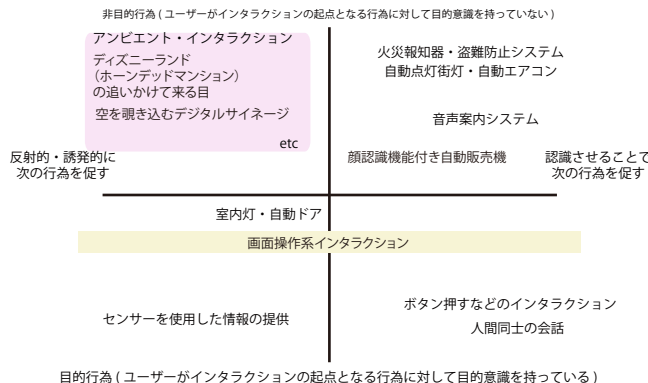 非目的行為 ( ユーザーがインタラクションの起点となる行為に対して目的意識を持っていない )
アンビエント・インタラクション
ディズニーランド
（ホーンデッドマンション）
の追いかけて来る目
空を覗き込むデジタルサイネージ
etc
火災報知器・盗難防止システム
自動点灯街灯・自動エアコン
音声案内システム
顔認識機能付き自動販売機
反射的・誘発的に
次の行為を促す
認識させることで
次の行為を促す
室内灯・自動ドア
画面操作系インタラクション
センサーを使用した情報の提供
ボタン押すなどのインタラクション
人間同士の会話
目的行為 ( ユーザーがインタラクションの起点となる行為に対して目的意識を持っている )